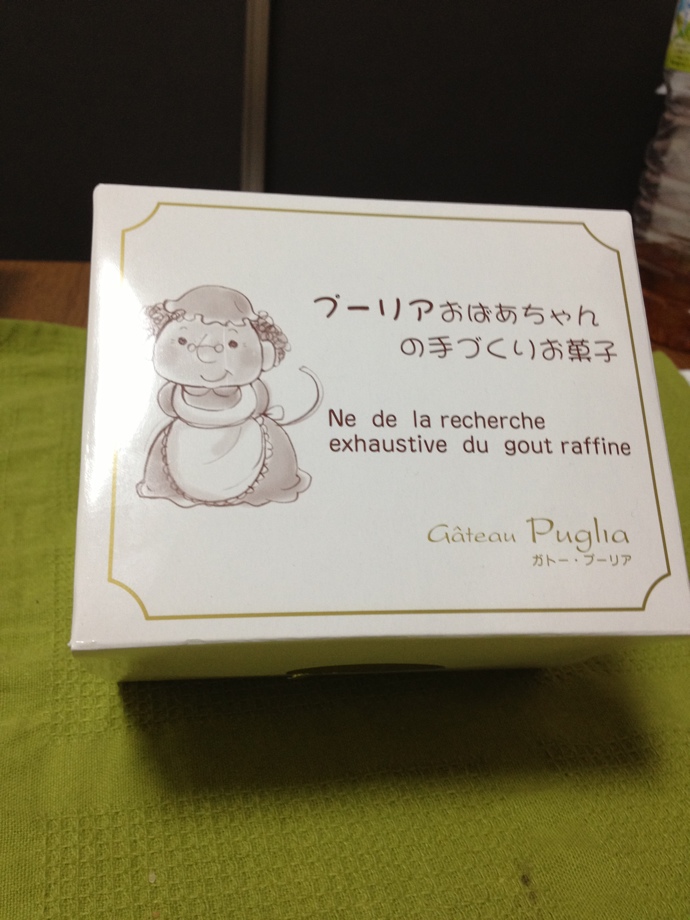 プーリアおばあちゃん
の手づくりお菓子
Ne de la recherche
exhaustive du gout raffine
Gâteau Puglia
ガトー・プーリア